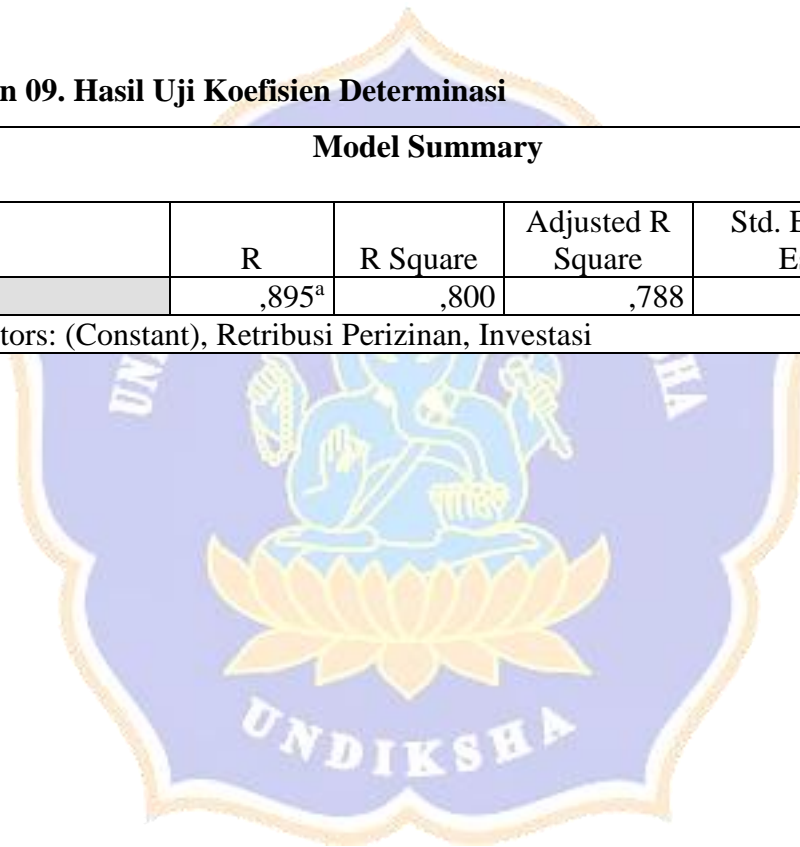 n 09. Hasil Uji Koefisien Determinasi
Model Summary
R R Square Adjusted R Square Std. E
Es
,895a ,800 ,788
tors: (Constant), Retribusi Perizinan, Investasi
UNDIKSHA